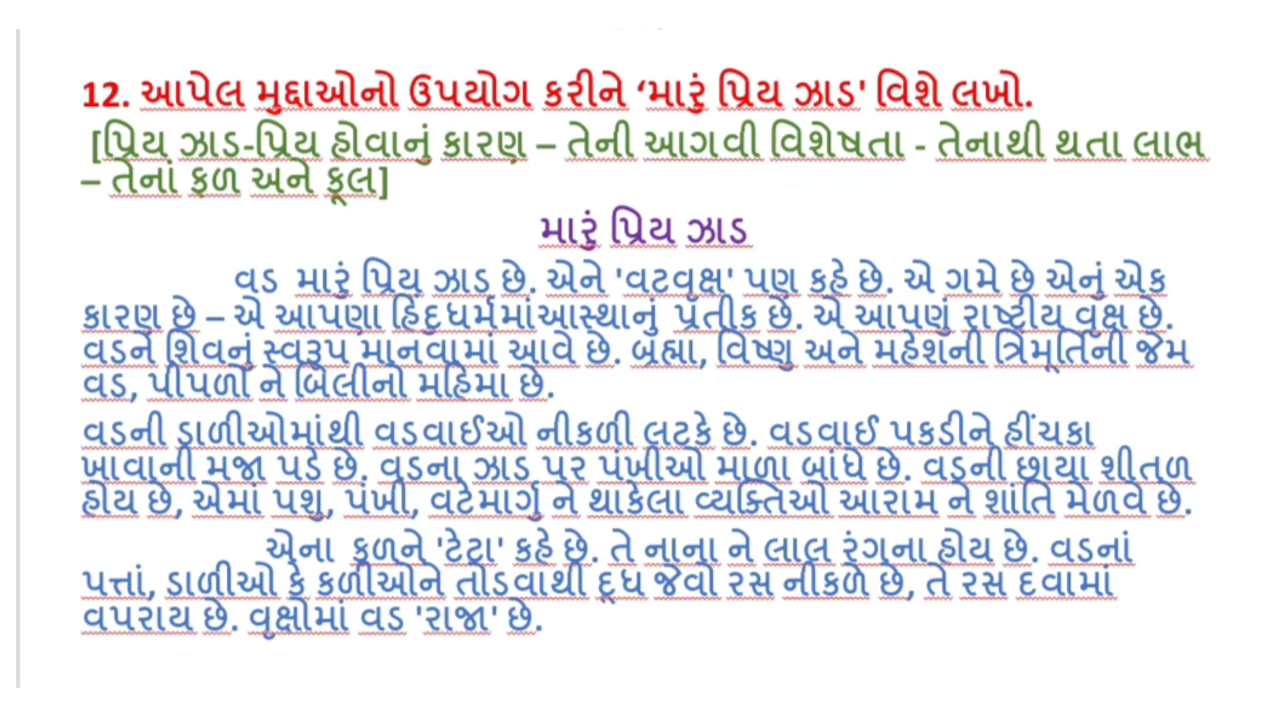 12. આપેલ મુદ્દાઓનો ઉપયોગ કરીને ‘મારું પ્રિય ઝાડ' વિશે લખો.
[પ્રિય ઝાડ-પ્રિય હોવાનું કારણ – તેની આગવી વિશેષતા - તેનાથી થતા લાભ
– તેનાં ફળ અને ફૂલ]
મારું પ્રિય ઝાડ
વડ મારું પ્રિય ઝાડ છે. એને 'વટવૃક્ષ' પણ કહે છે. એ ગમે છે એનું એક
કારણ છે – એ આપણા હિંદુધર્મમાંઆસ્થાનું પ્રતીક છે. એ આપણું રાષ્ટ્રીય વૃક્ષ છે.
વડને શિવનું સ્વરૂપ માનવામાં આવે છે. બ્રહ્મા, વિષ્ણુ અને મહેશની ત્રિમૂર્તિની જેમ
વડ, પીપળો ને બિલીનો મહિમા છે.
વડની ડાળીઓમાંથી વડવાઈઓ નીકળી લટકે છે. વડવાઈ પકડીને હીંચકા
ખાવાની મજા પડે છે. વડના ઝાડ પર પંખીઓ માળા બાંધે છે. વડની છાયા શીતળ
હોય છે, એમાં પશુ, પંખી, વટેમાર્ગુ ને થાકેલા વ્યક્તિઓ આરામ ને શાંતિ મેળવે છે.
એના ફળને 'ટેટા' કહે છે. તે નાના ને લાલ રંગના હોય છે. વડનાં
પત્તાં, ડાળીઓ કે કળીઓને તોડવાથી દૂધ જેવો રસ નીકળે છે, તે રસ દવામાં
વપરાય છે. વૃક્ષોમાં વડ 'રાજા' છે.